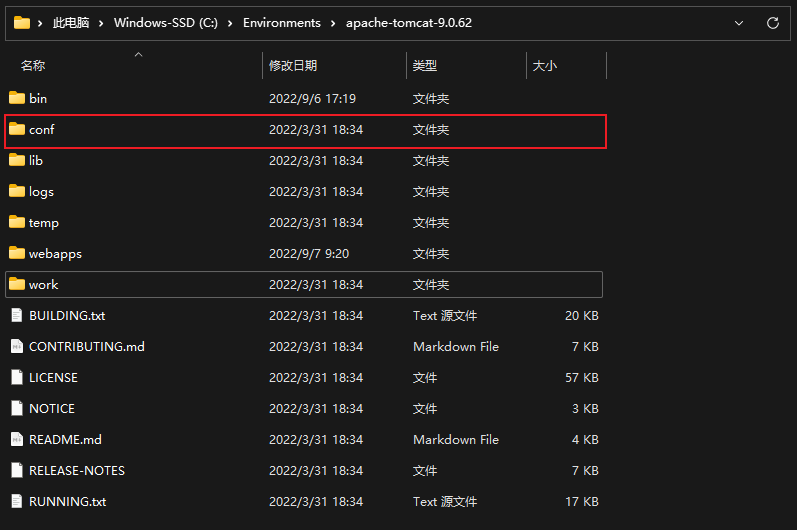 此电脑 > Windows-SSD (C:) > Environments > apache-tomcat-9.0.62
名称 修改日期 类型 大小
bin 2022/9/6 17:19 文件夹
conf 2022/3/31 18:34 文件夹
lib 2022/3/31 18:34 文件夹
logs 2022/3/31 18:34 文件夹
temp 2022/3/31 18:34 文件夹
webapps 2022/9/7 9:20 文件夹
work 2022/3/31 18:34 文件夹
BUILDING.txt 2022/3/31 18:34 Text 源文件 20 KB
CONTRIBUTING.md 2022/3/31 18:34 Markdown File 7 KB
LICENSE 2022/3/31 18:34 文件 57 KB
NOTICE 2022/3/31 18:34 文件 3 KB
README.md 2022/3/31 18:34 Markdown File 4 KB
RELEASE-NOTES 2022/3/31 18:34 文件 7 KB
RUNNING.txt 2022/3/31 18:34 Text 源文件 17 KB